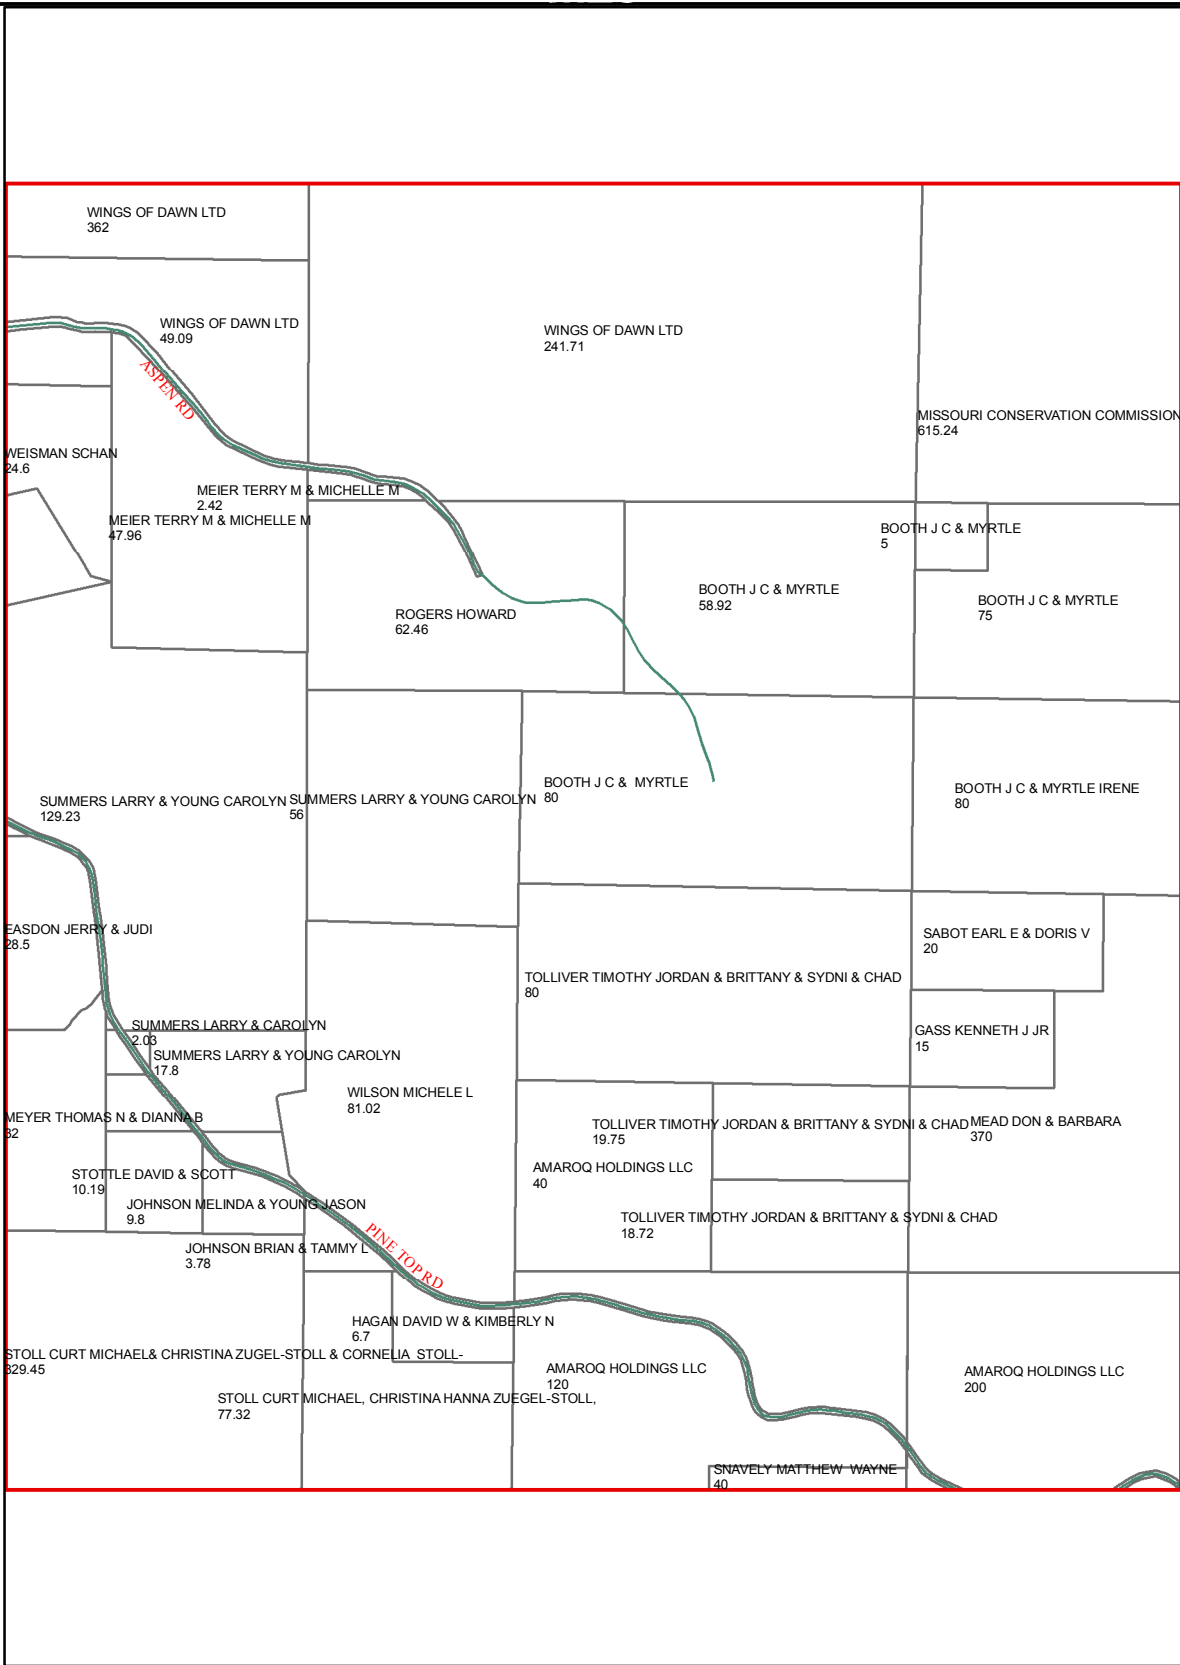 WINGS OF DAWN LTD
362
WINGS OF DAWN LTD
49.09
WINGS OF DAWN LTD
241.71
ASPEN RD
MISSOURI CONSERVATION COMMISSION
615.24
WEISMAN SCHAN
24.6
MEIER TERRY M & MICHELLE M
2.42
MEIER TERRY M & MICHELLE M
47.96
BOOTH J C & MYRTLE
5
BOOTH J C & MYRTLE
58.92
BOOTH J C & MYRTLE
75
ROGERS HOWARD
62.46
SUMMERS LARRY & YOUNG CAROLYN
129.23
SUMMERS LARRY & YOUNG CAROLYN
56
BOOTH J C &  MYRTLE
80
BOOTH J C & MYRTLE IRENE
80
EASDON JERRY & JUDI
28.5
SABOT EARL E & DORIS V
20
TOLLIVER TIMOTHY JORDAN & BRITTANY & SYDNI & CHAD
80
SUMMERS LARRY & CAROLYN
2.03
GASS KENNETH J JR
15
SUMMERS LARRY & YOUNG CAROLYN
17.8
WILSON MICHELE L
81.02
MEYER THOMAS N & DIANNA B
32
TOLLIVER TIMOTHY JORDAN & BRITTANY & SYDNI & CHAD
19.75
MEAD DON & BARBARA
370
AMAROQ HOLDINGS LLC
40
STOTTLE DAVID & SCOTT
10.19
JOHNSON MELINDA & YOUNG JASON
9.8
TOLLIVER TIMOTHY JORDAN & BRITTANY & SYDNI & CHAD
18.72
JOHNSON BRIAN & TAMMY L
3.78
PINE TOP RD
HAGAN DAVID W & KIMBERLY N
6.7
STOLL CURT MICHAEL& CHRISTINA ZUGEL-STOLL & CORNELIA  STOLL-
329.45
AMAROQ HOLDINGS LLC
120
AMAROQ HOLDINGS LLC
200
STOLL CURT MICHAEL, CHRISTINA HANNA ZUEGEL-STOLL,
77.32
SNAVELY MATTHEW  WAYNE
40